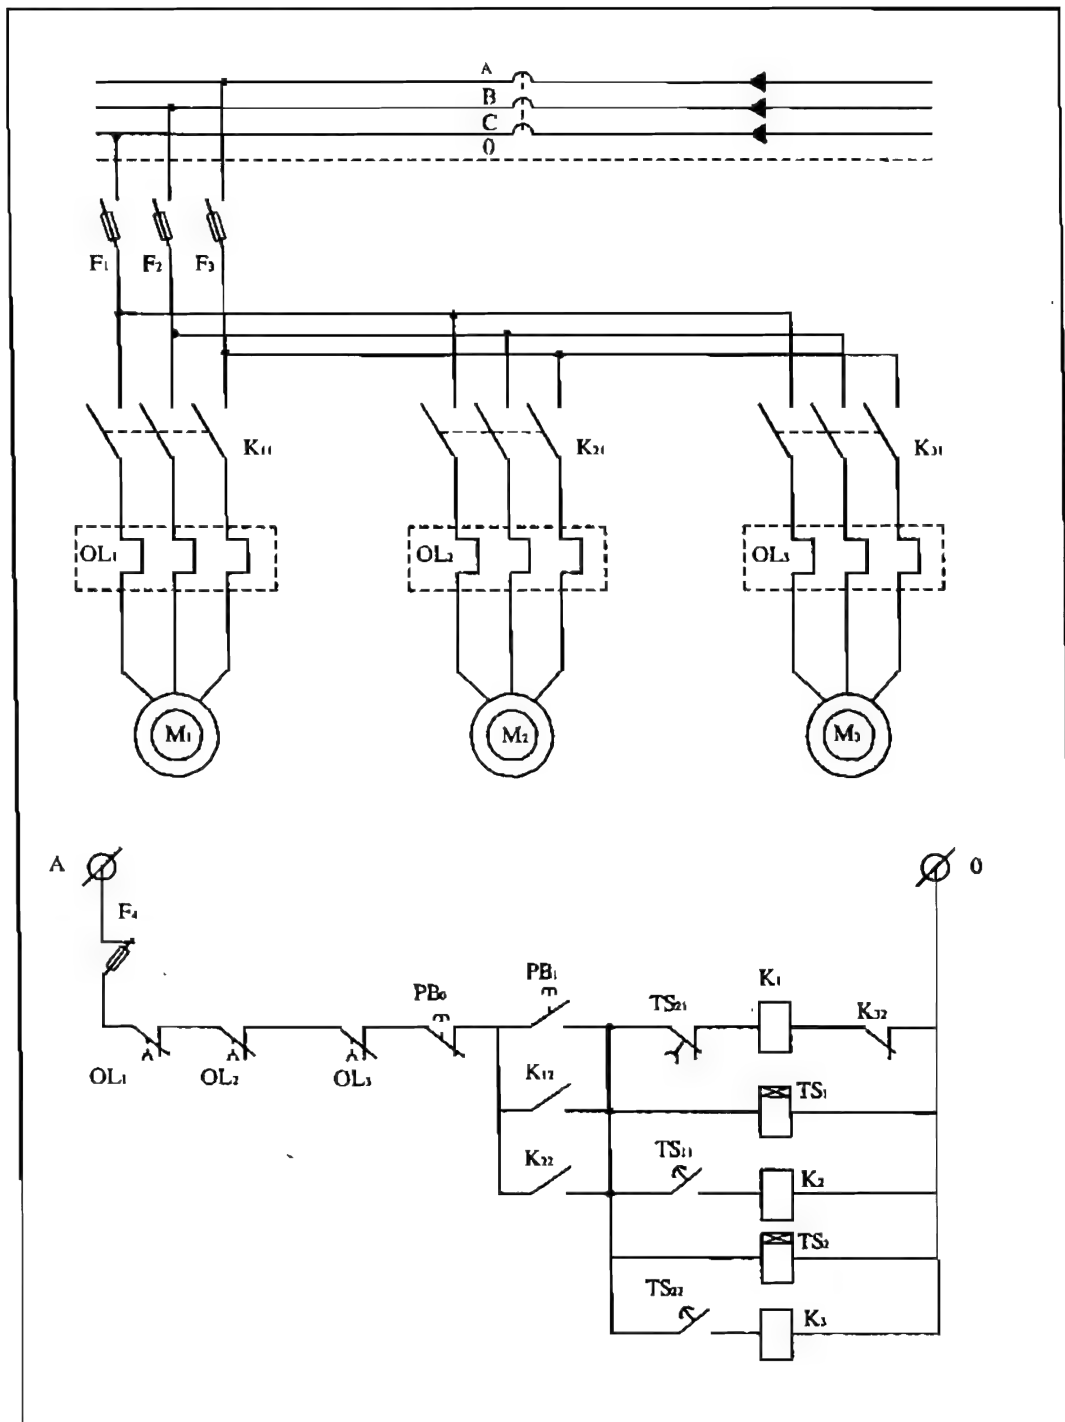 A
B
C
0
F₁ F₂ F₃
K₁₁ K₂₁ K₃₁
OL₁ OL₂ OL₃
M₁ M₂ M₃
A 0
F₄
PB₀ PB₁ TS₂₁ K₁ K₃₂
OL₁ OL₂ OL₃
K₁₂ TS₁
K₂₂ TS₁₁ K₂
TS₂
TS₂₂ K₃